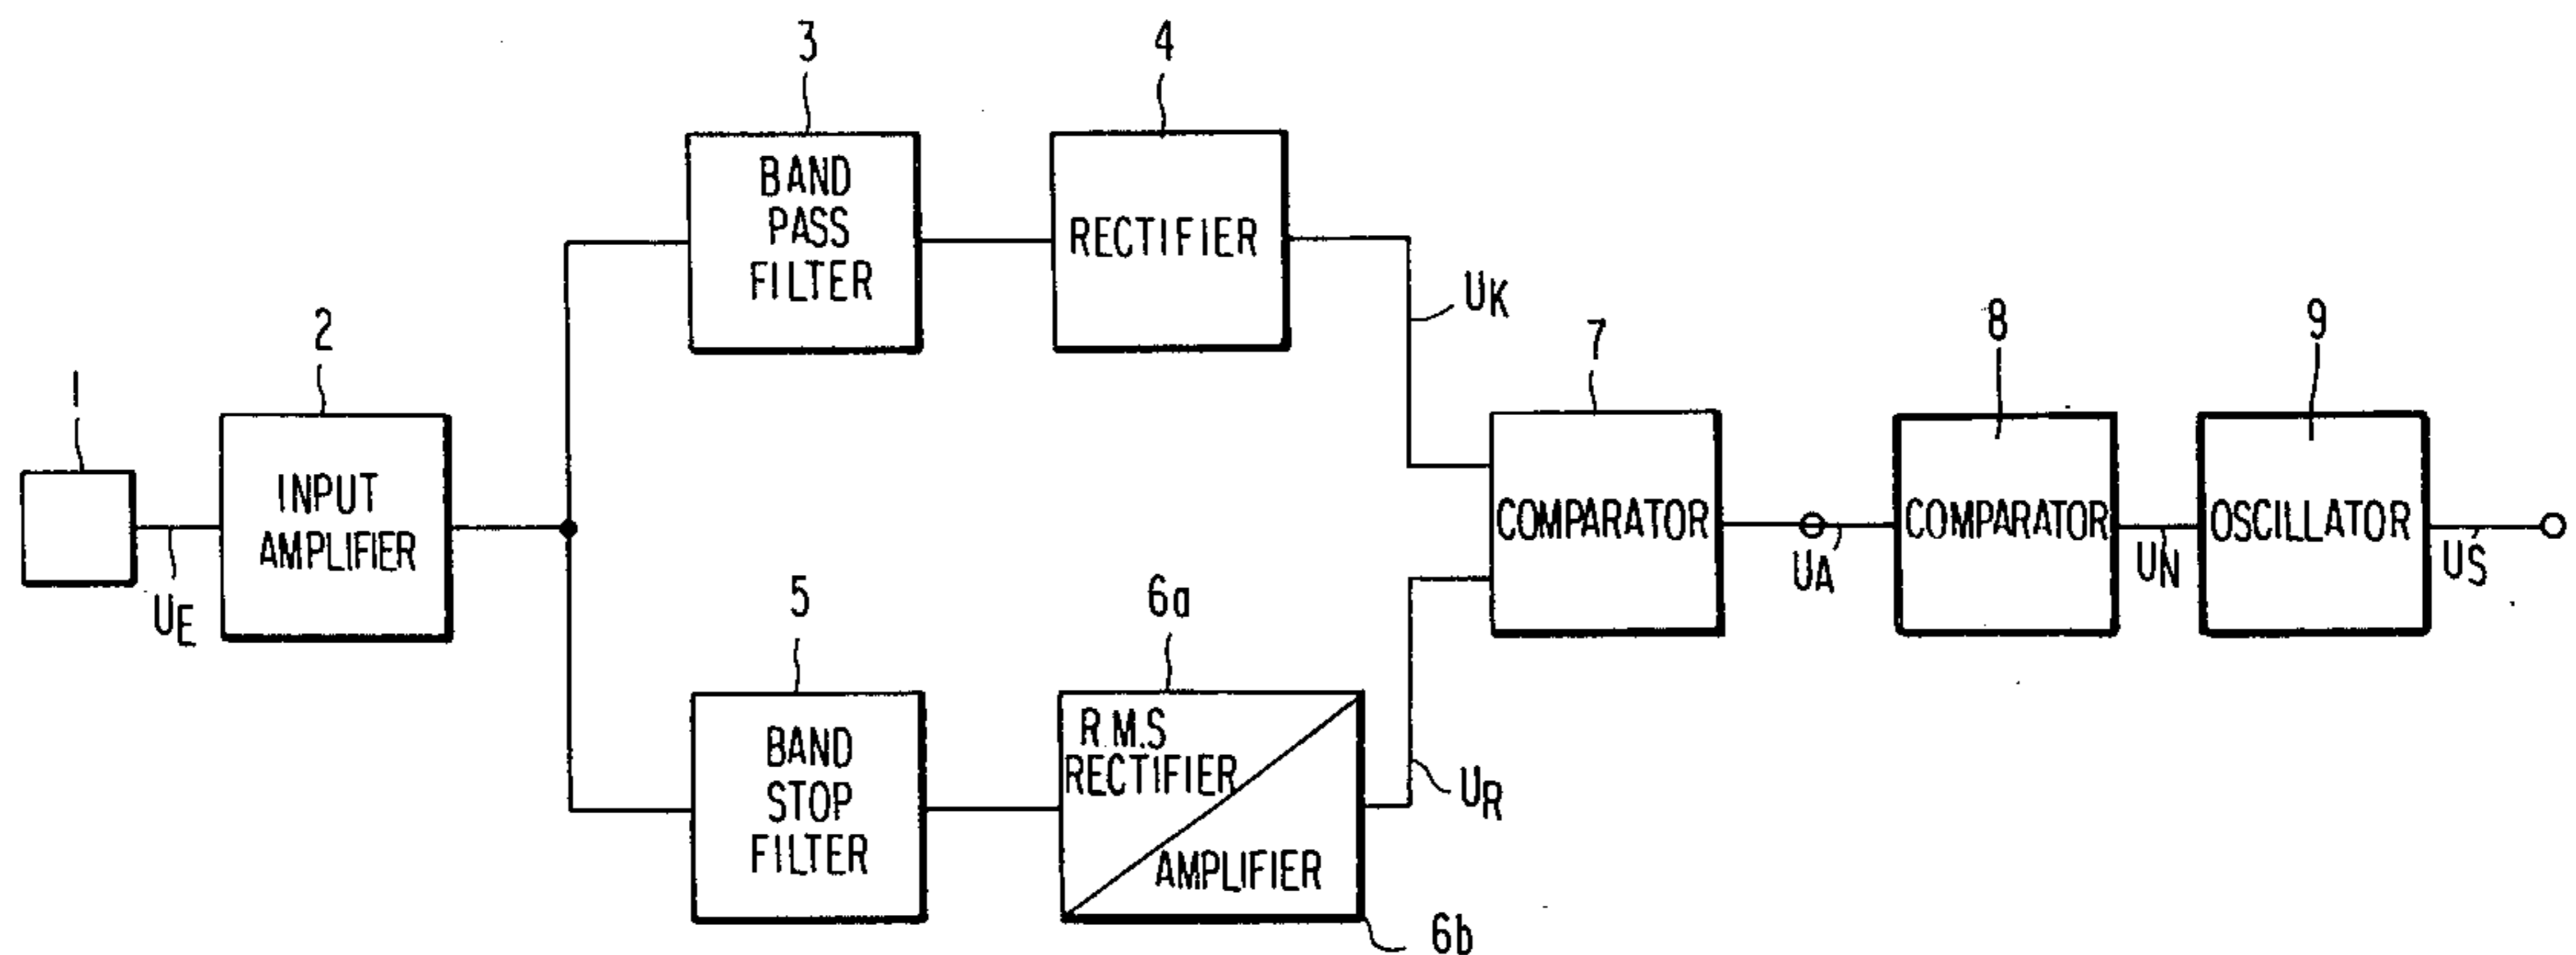 3
4
BAND
PASS
FILTER
RECTIFIER
UK
2
1
INPUT
AMPLIFIER
UE
7
8
9
COMPARATOR
UA
COMPARATOR
UN
OSCILLATOR
US
5
6a
BAND
STOP
FILTER
R.M.S
RECTIFIER
AMPLIFIER
UR
6b